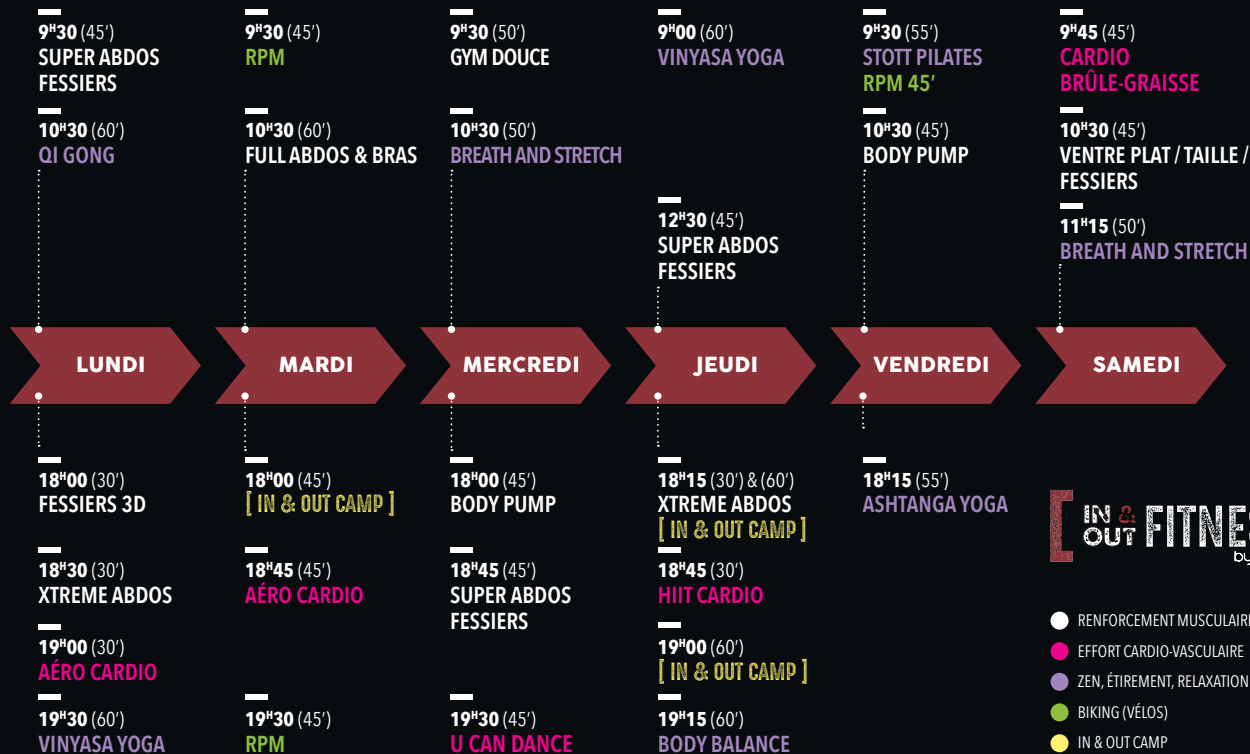 9H30 (45')
SUPER ABDOS
FESSIERS
10H30 (60')
QI GONG
9H30 (45')
RPM
10H30 (60')
FULL ABDOS & BRAS
9H30 (50')
GYM DOUCE
10H30 (50')
BREATH AND STRETCH
9H00 (60')
VINYASA YOGA
12H30 (45')
SUPER ABDOS
FESSIERS
9H30 (55')
STOTT PILATES
RPM 45'
10H30 (45')
BODY PUMP
9H45 (45')
CARDIO
BRÛLE-GRAISSE
10H30 (45')
VENTRE PLAT / TAILLE /
FESSIERS
11H15 (50')
BREATH AND STRETCH
LUNDI
MARDI
MERCREDI
JEUDI
VENDREDI
SAMEDI
18H00 (30')
FESSIERS 3D
18H30 (30')
XTREME ABDOS
19H00 (30')
AÉRO CARDIO
19H30 (60')
VINYASA YOGA
18H00 (45')
[ IN & OUT CAMP ]
18H45 (45')
AÉRO CARDIO
19H30 (45')
RPM
18H00 (45')
BODY PUMP
18H45 (45')
SUPER ABDOS
FESSIERS
19H30 (45')
U CAN DANCE
18H15 (30') & (60')
XTREME ABDOS
[ IN & OUT CAMP ]
18H45 (30')
HIIT CARDIO
19H00 (60')
[ IN & OUT CAMP ]
19H15 (60')
BODY BALANCE
18H15 (55')
ASHTANGA YOGA
[ IN & OUT FITNES
by
RENFORCEMENT MUSCULAIRE
EFFORT CARDIO-VASCULAIRE
ZEN, ÉTIREMENT, RELAXATION
BIKING (VÉLOS)
IN & OUT CAMP